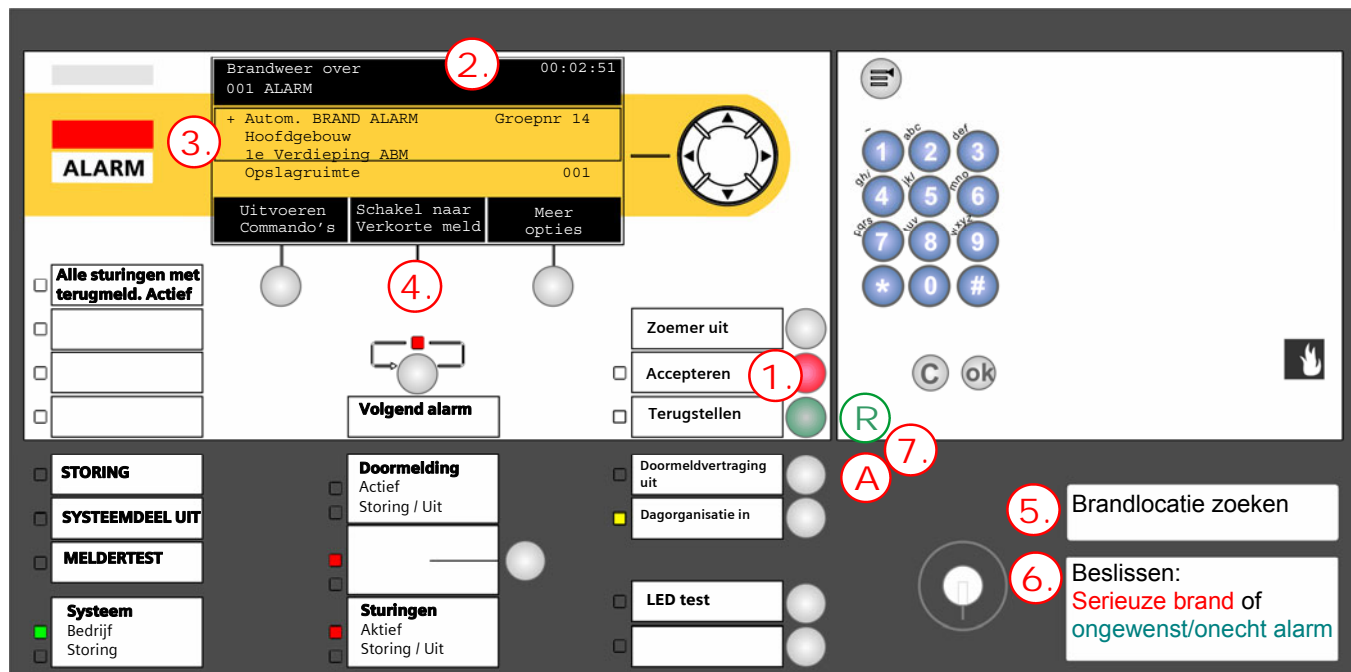 Brandweer over 00:02:51
001 ALARM
2.
+ Autom. BRAND ALARM Groepnr 14
Hoofdgebouw
1e Verdieping ABM
Opslagruimte 001
3.
ALARM
Uitvoeren
Commando's
Schakel naar
Verkorte meld
Meer
opties
4.
Alle sturingen met
terugmeld. Actief
Volgend alarm
Zoemer uit
Accepteren
1.
Terugstellen
R
7.
A
STORING
SYSTEEMDEEL UIT
MELDERTEST
Systeem
Bedrijf
Storing
Doormelding
Actief
Storing / Uit
Sturingen
Aktief
Storing / Uit
Doormeldvertraging
uit
Dagorganisatie in
LED test
~ abc def
1 2 3
ghi jkl mno
4 5 6
pqrs tuv wxyz
7 8 9
* 0 #
C ok
5.
Brandlocatie zoeken
6.
Beslissen:
Serieuze brand of
ongewenst/onecht alarm